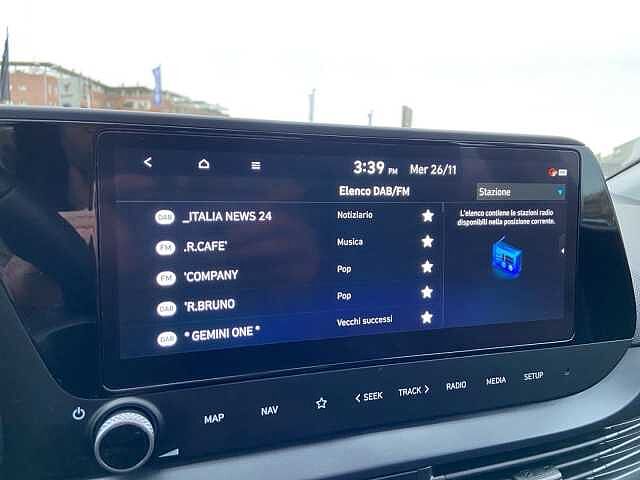 3:39 PM Mer 26/11
Elenco DAB/FM
Stazione
DAB _ITALIA NEWS 24 Notiziario
FM .R.CAFE' Musica
FM 'COMPANY Pop
DAB 'R.BRUNO Pop
DAB * GEMINI ONE * Vecchi successi
L'elenco contiene le stazioni radio
disponibili nella posizione corrente.
MAP NAV < SEEK TRACK > RADIO MEDIA SETUP